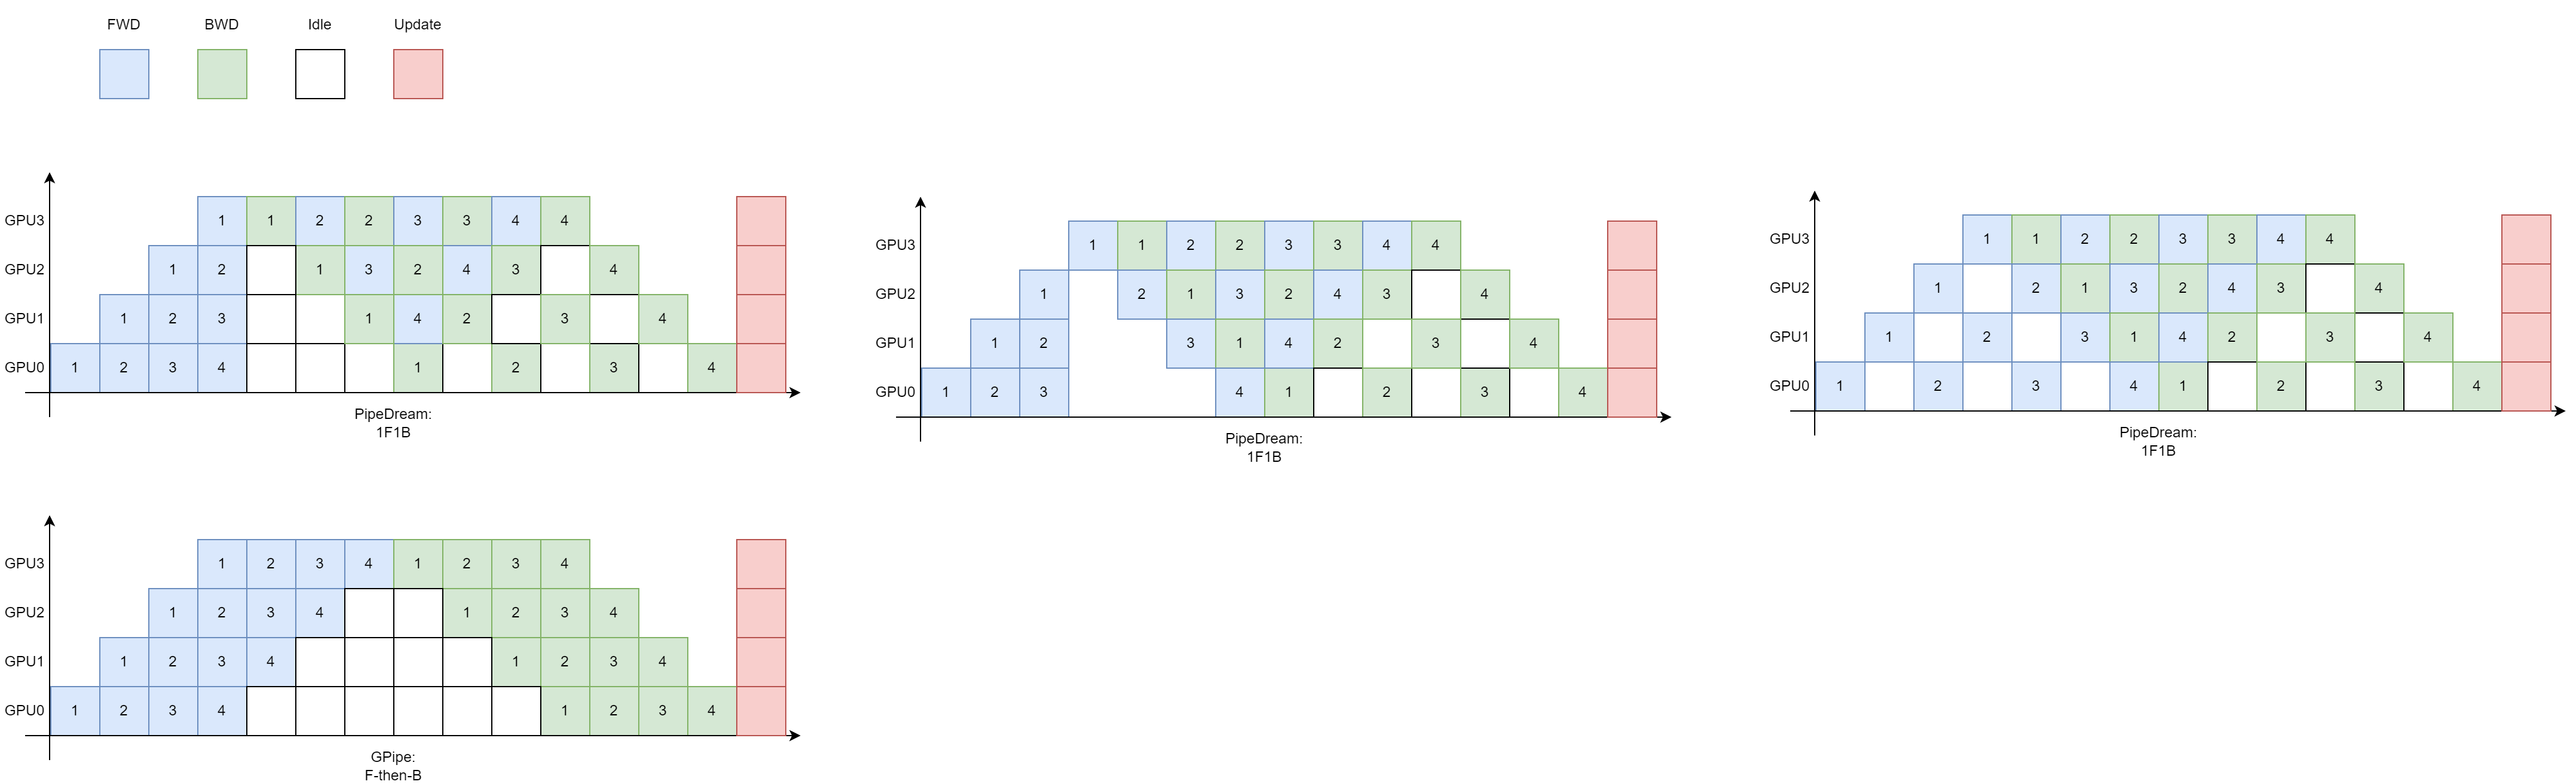 FWD BWD Idle Update
GPU3 1 1 2 2 3 3 4 4
GPU2 1 2 1 3 2 4 3 4
GPU1 1 2 3 1 4 2 3 4
GPU0 1 2 3 4 1 2 3 4
PipeDream:
1F1B
GPU3 1 1 2 2 3 3 4 4
GPU2 1 2 1 3 2 4 3 4
GPU1 1 2 3 1 4 2 3 4
GPU0 1 2 3 4 1 2 3 4
PipeDream:
1F1B
GPU3 1 1 2 2 3 3 4 4
GPU2 1 2 1 3 2 4 3 4
GPU1 1 2 3 1 4 2 3 4
GPU0 1 2 3 4 1 2 3 4
PipeDream:
1F1B
GPU3 1 2 3 4 1 2 3 4
GPU2 1 2 3 4 1 2 3 4
GPU1 1 2 3 4 1 2 3 4
GPU0 1 2 3 4 1 2 3 4
GPipe:
F-then-B